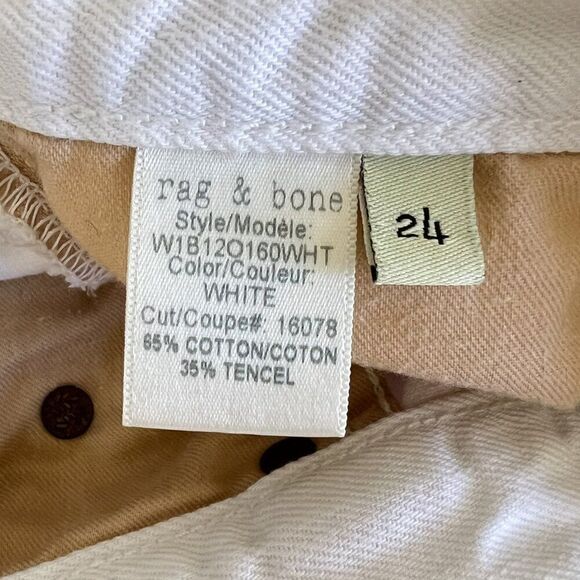 rag & bone
Style/Modèle:
W1B12O160WHT
Color/Couleur:
WHITE
Cut/Coupe#: 16078
65% COTTON/COTON
35% TENCEL
24